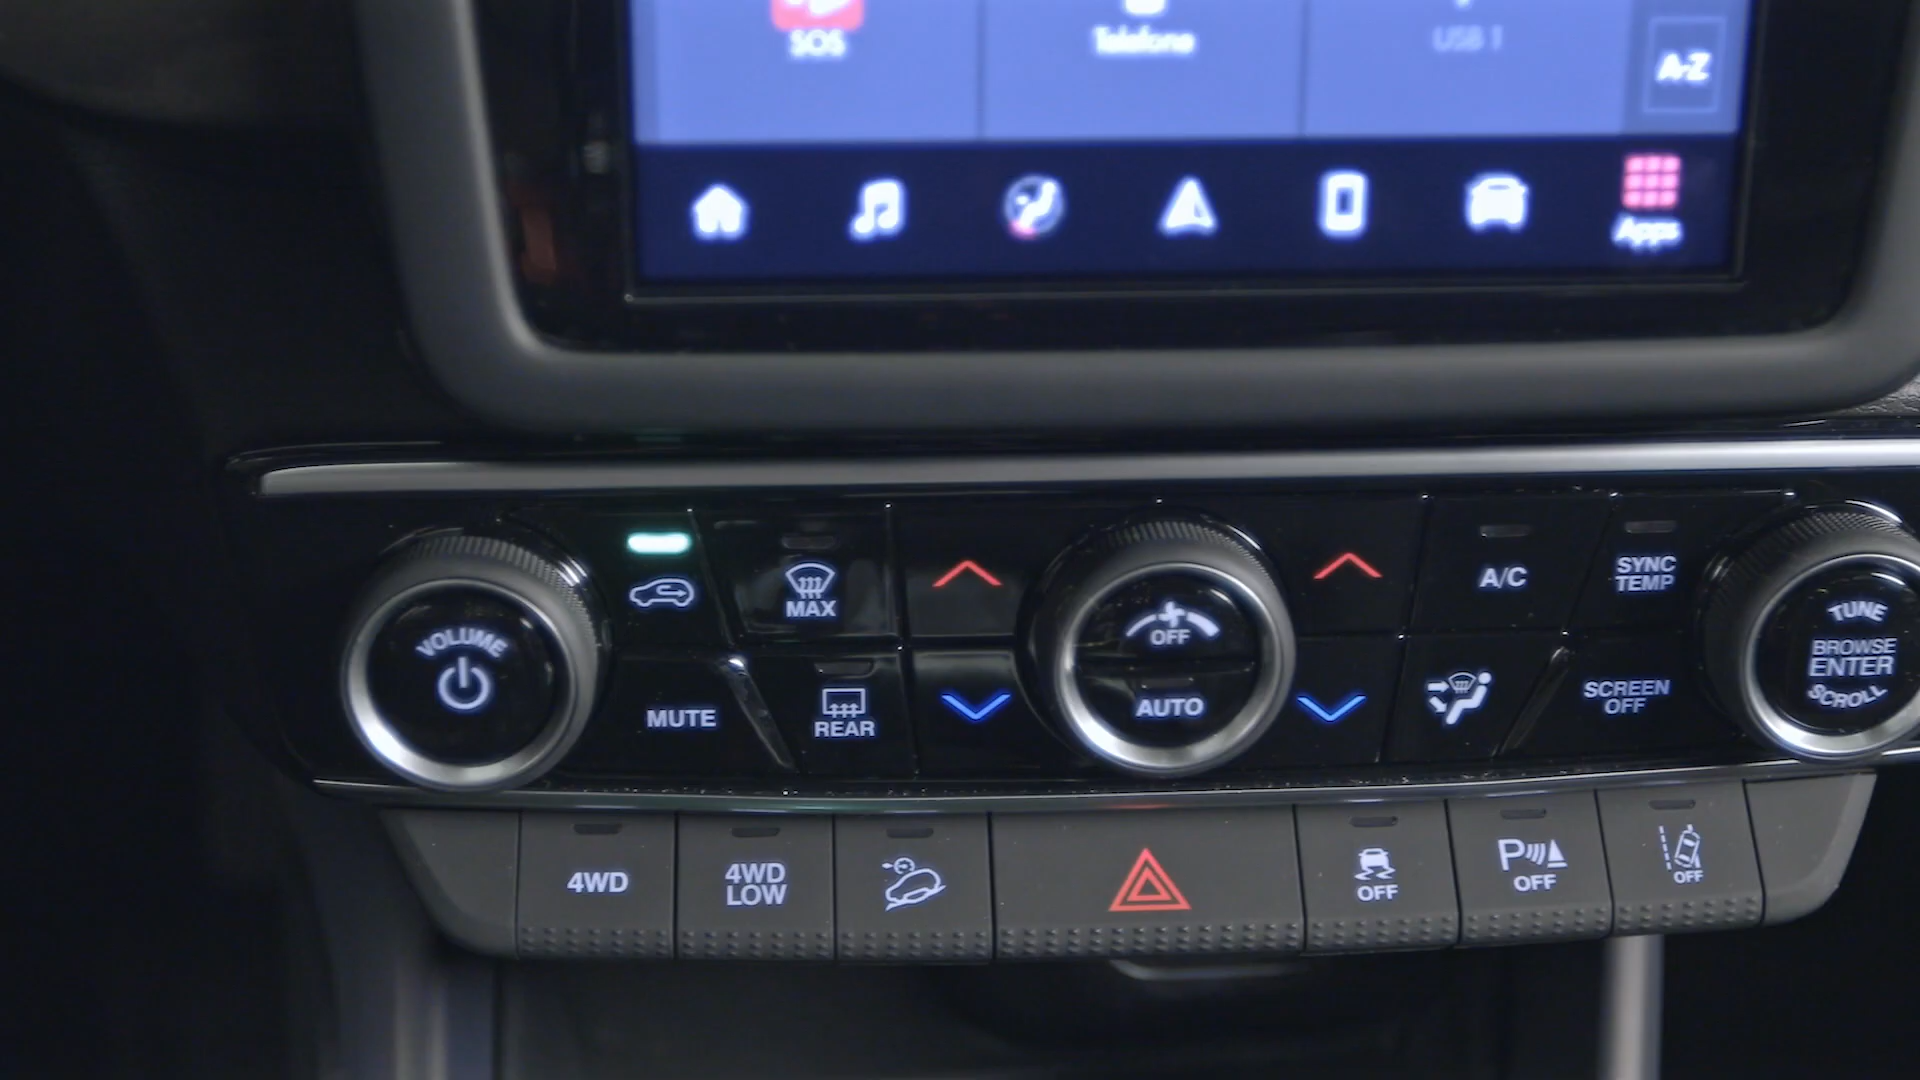 SOS
Telefone
USB 1
A-Z
Apps
VOLUME
MUTE
MAX
REAR
OFF
AUTO
A/C
SYNC
TEMP
SCREEN
OFF
TUNE
BROWSE
ENTER
SCROLL
4WD
4WD
LOW
OFF
P
OFF
OFF